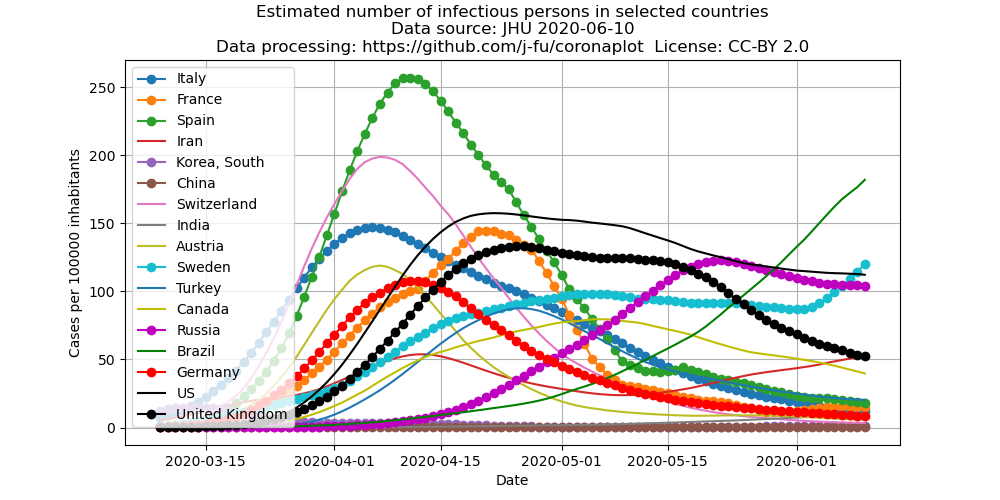 Estimated number of infectious persons in selected countries
Data source: JHU 2020-06-10
Data processing: https://github.com/j-fu/coronaplot License: CC-BY 2.0
Cases per 100000 inhabitants
250
200
150
100
50
0
Italy
France
Spain
Iran
Korea, South
China
Switzerland
India
Austria
Sweden
Turkey
Canada
Russia
Brazil
Germany
US
United Kingdom
2020-03-15
2020-04-01
2020-04-15
2020-05-01
2020-05-15
2020-06-01
Date